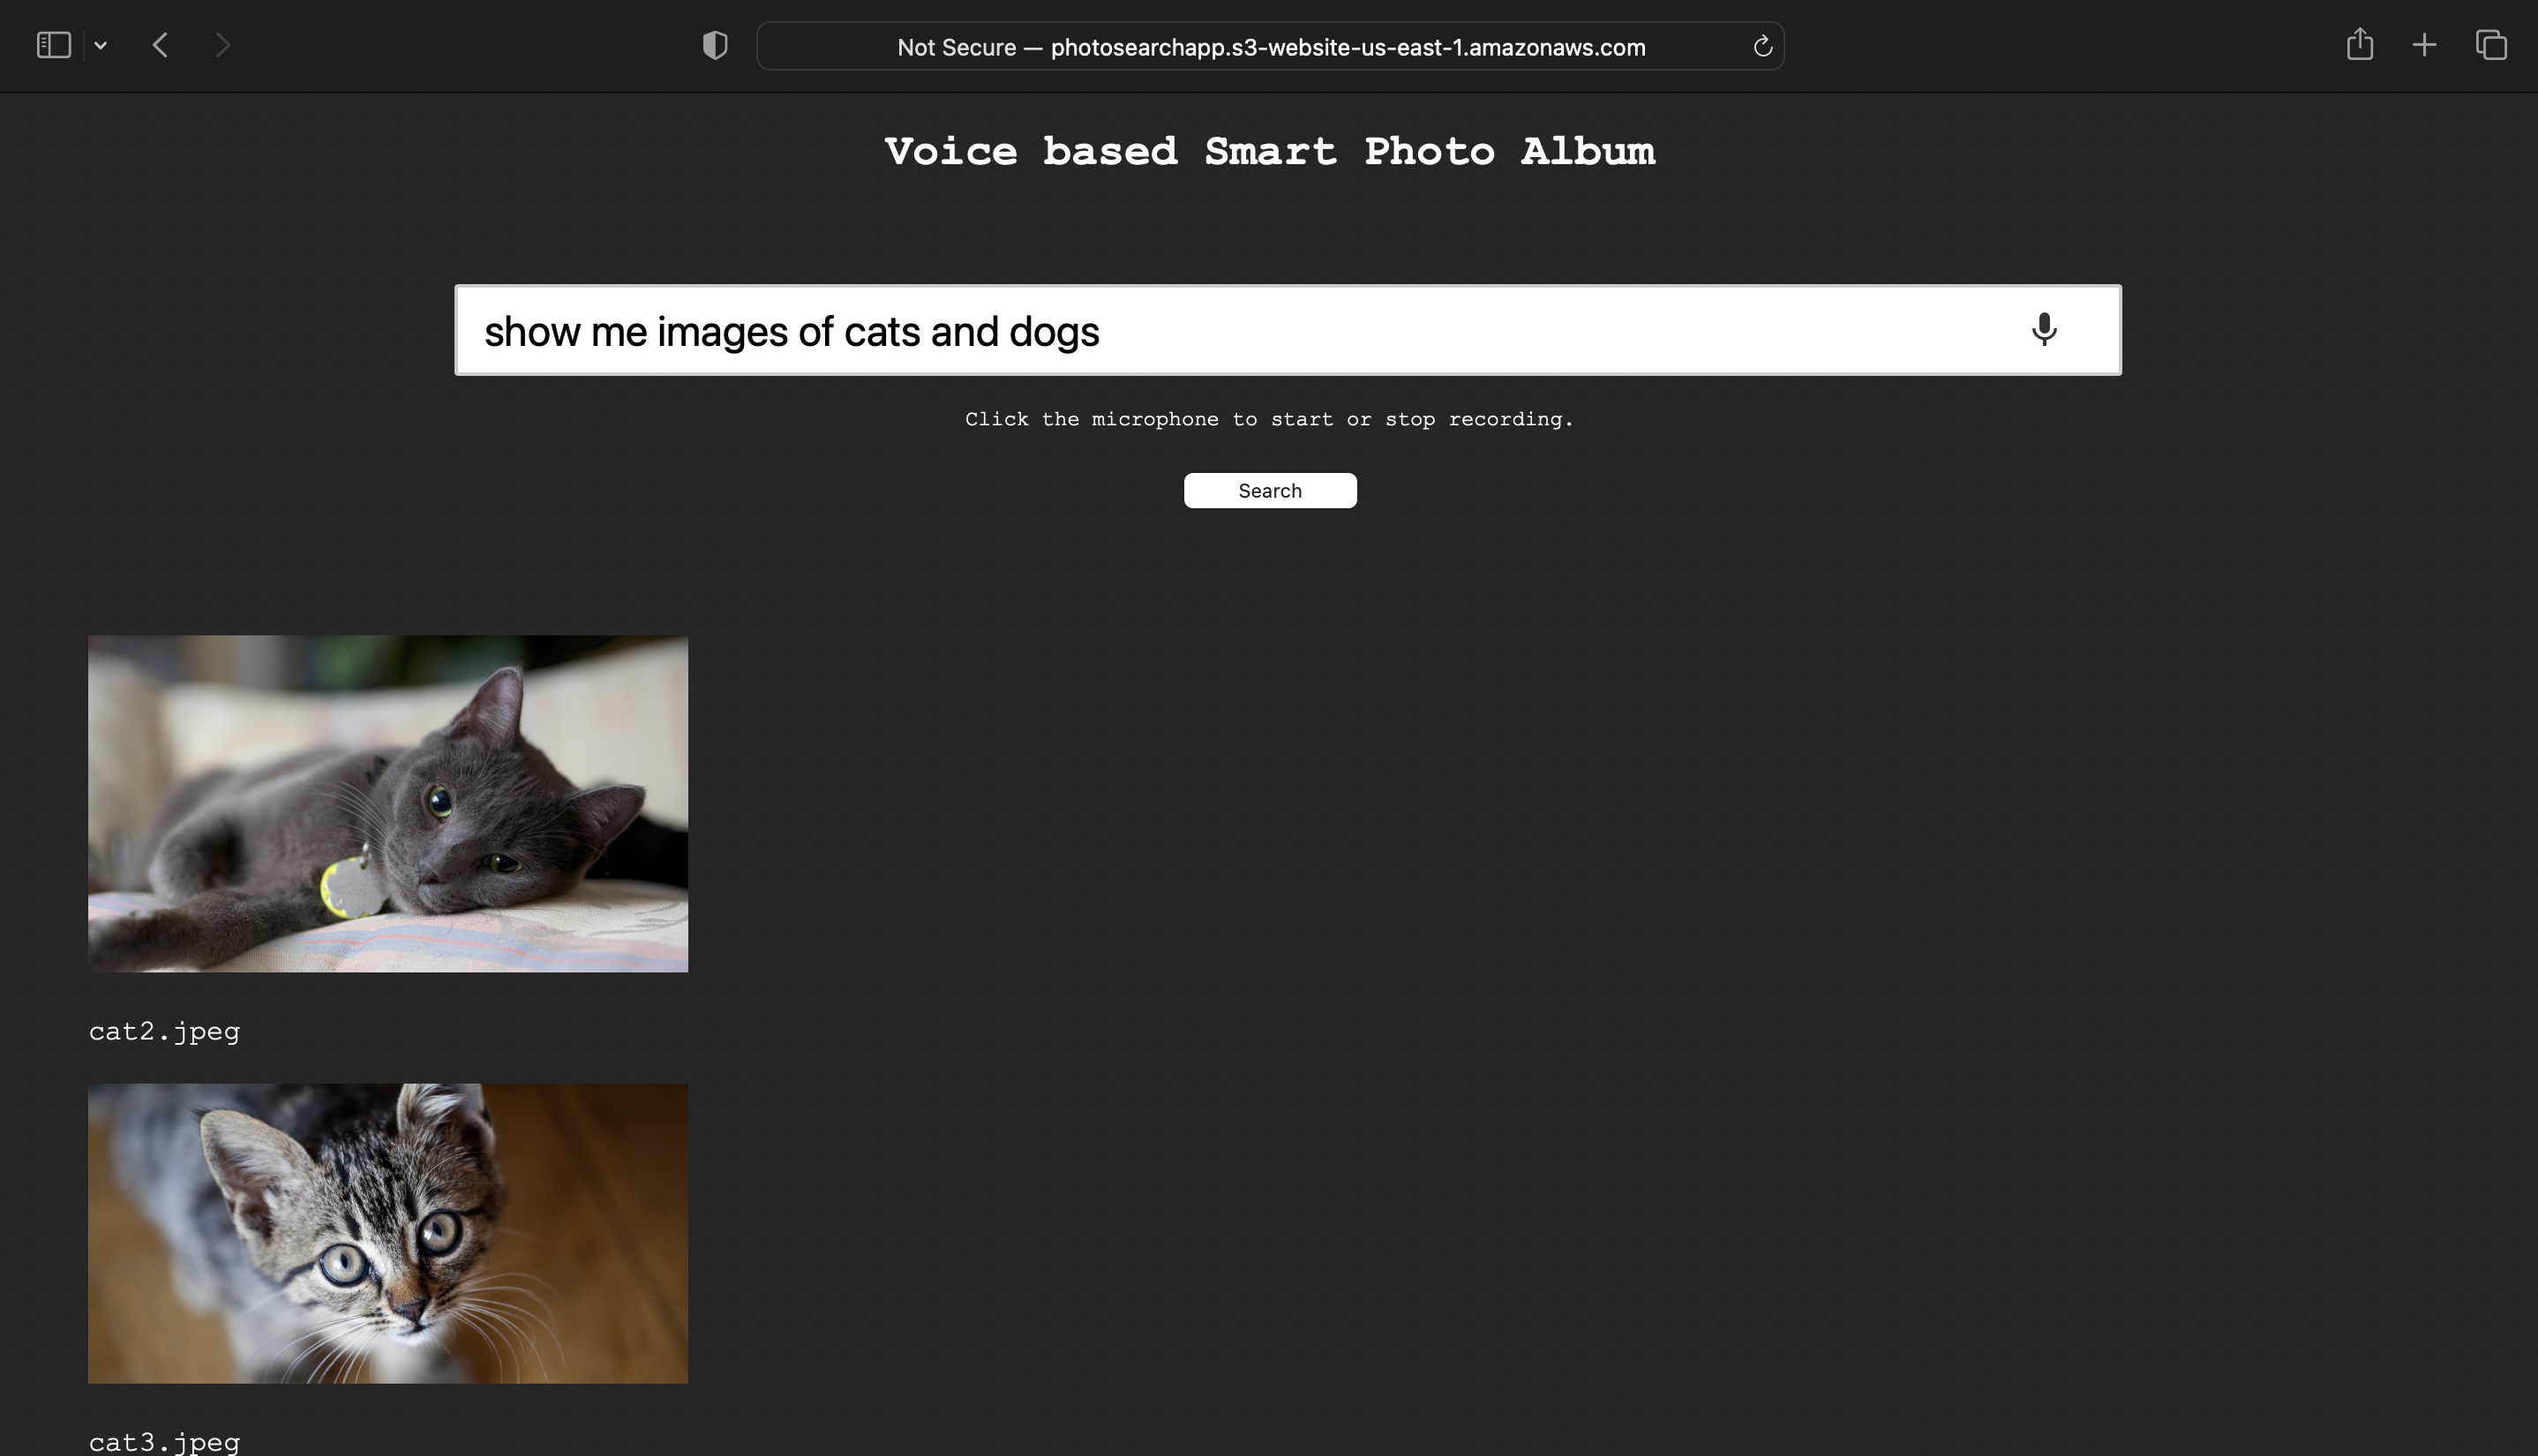 Not Secure — photosearchapp.s3-website-us-east-1.amazonaws.com
Voice based Smart Photo Album
show me images of cats and dogs
Click the microphone to start or stop recording.
Search
cat2.jpeg
cat3.jpeg